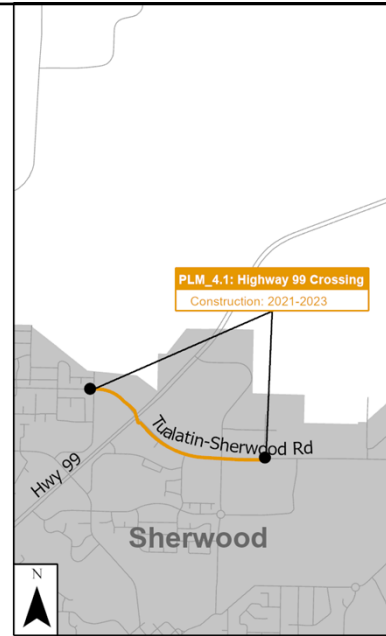 PLM_4.1: Highway 99 Crossing
Construction: 2021-2023
Tualatin-Sherwood Rd
Hwy 99
Sherwood
N